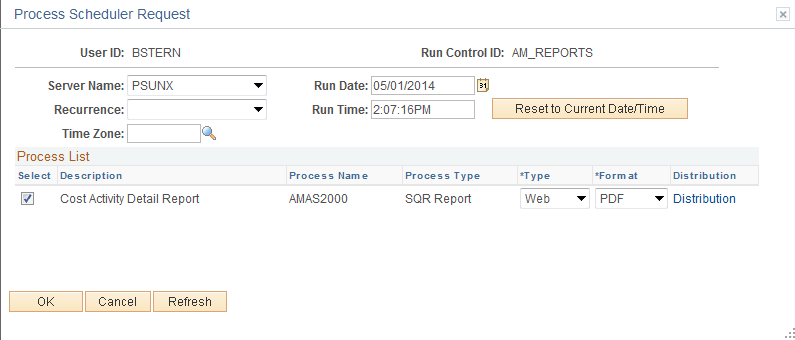 Process Scheduler Request
User ID: BSTERN Run Control ID: AM_REPORTS
Server Name: PSUNX Run Date: 05/01/2014 31
Recurrence: Run Time: 2:07:16PM Reset to Current Date/Time
Time Zone:
Process List
Select Description Process Name Process Type *Type *Format Distribution
Cost Activity Detail Report AMAS2000 SQR Report Web PDF Distribution
OK Cancel Refresh